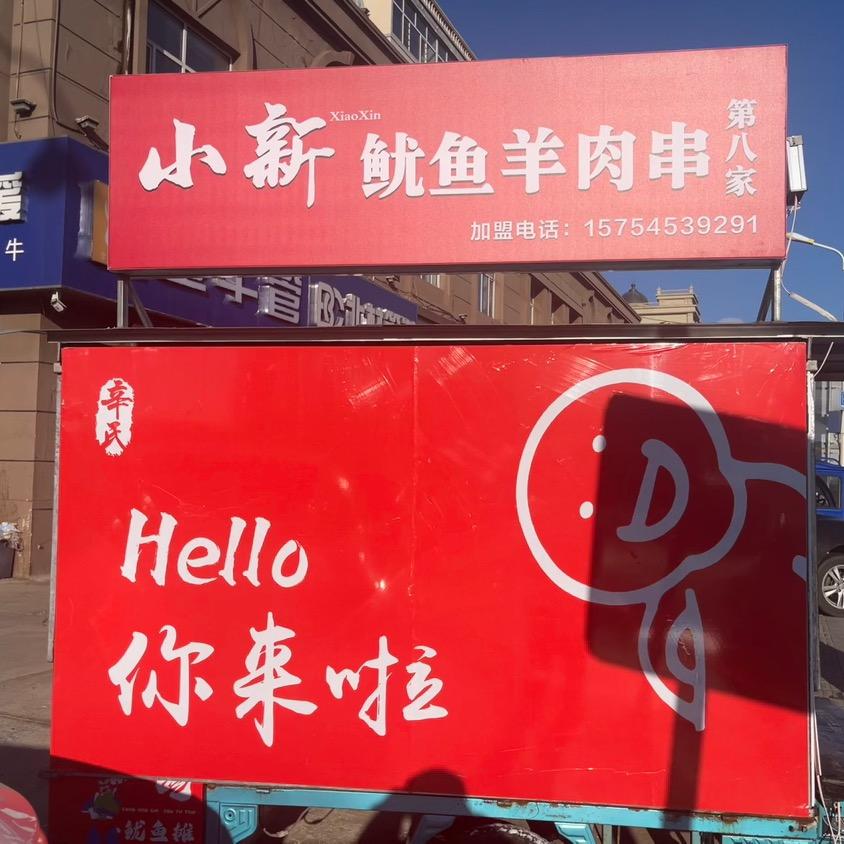 小新 XiaoXin 鱿鱼羊肉串 第八家
加盟电话：15754539291
牛
辛氏
Hello
你来啦
鱿鱼摊